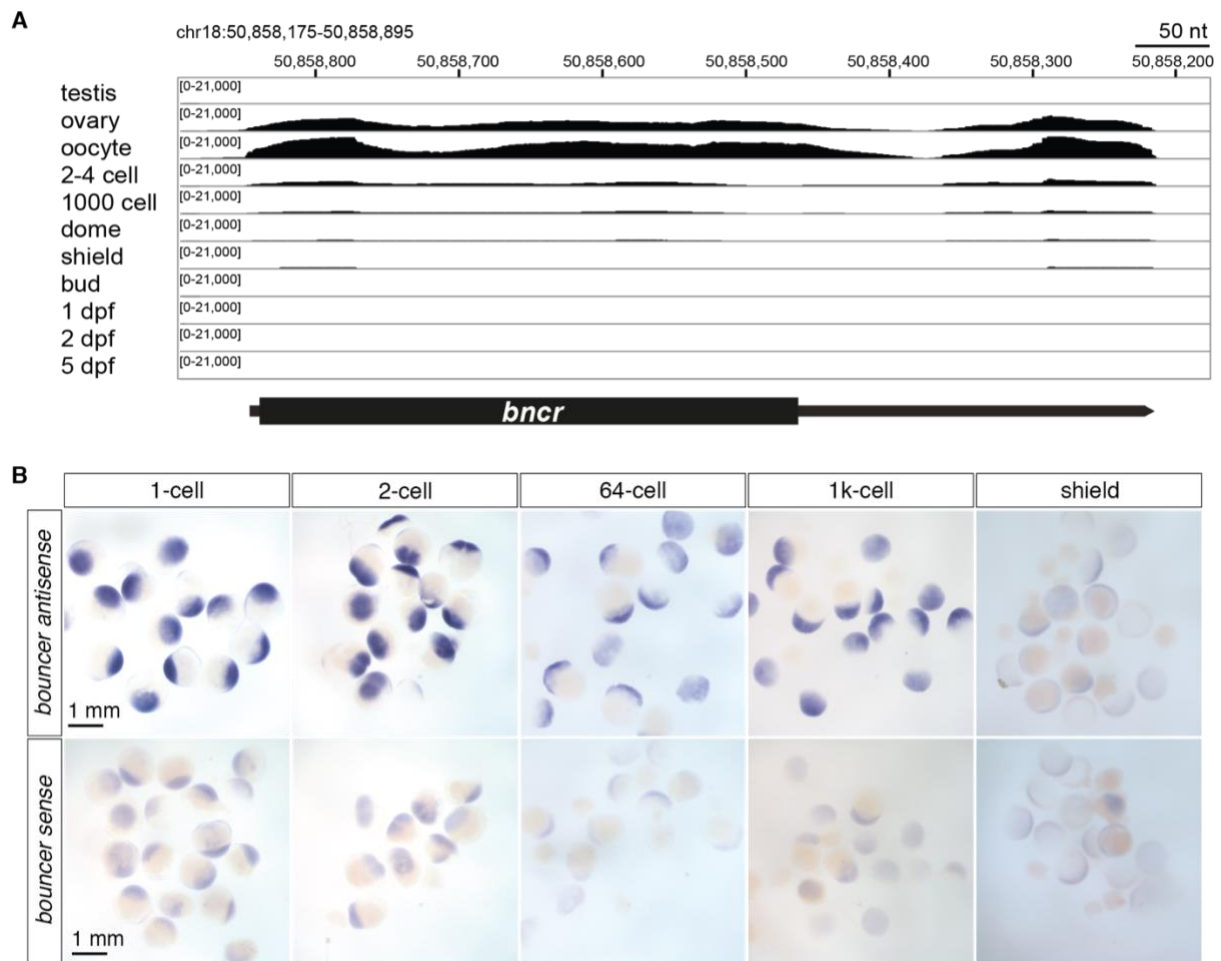 A
chr18:50,858,175-50,858,895
50 nt
50,858,800 50,858,700 50,858,600 50,858,500 50,858,400 50,858,300 50,858,200
testis [0-21,000]
ovary [0-21,000]
oocyte [0-21,000]
2-4 cell [0-21,000]
1000 cell [0-21,000]
dome [0-21,000]
shield [0-21,000]
bud [0-21,000]
1 dpf [0-21,000]
2 dpf [0-21,000]
5 dpf [0-21,000]
bncr
B
1-cell 2-cell 64-cell 1k-cell shield
bouncer antisense
1 mm
bouncer sense
1 mm